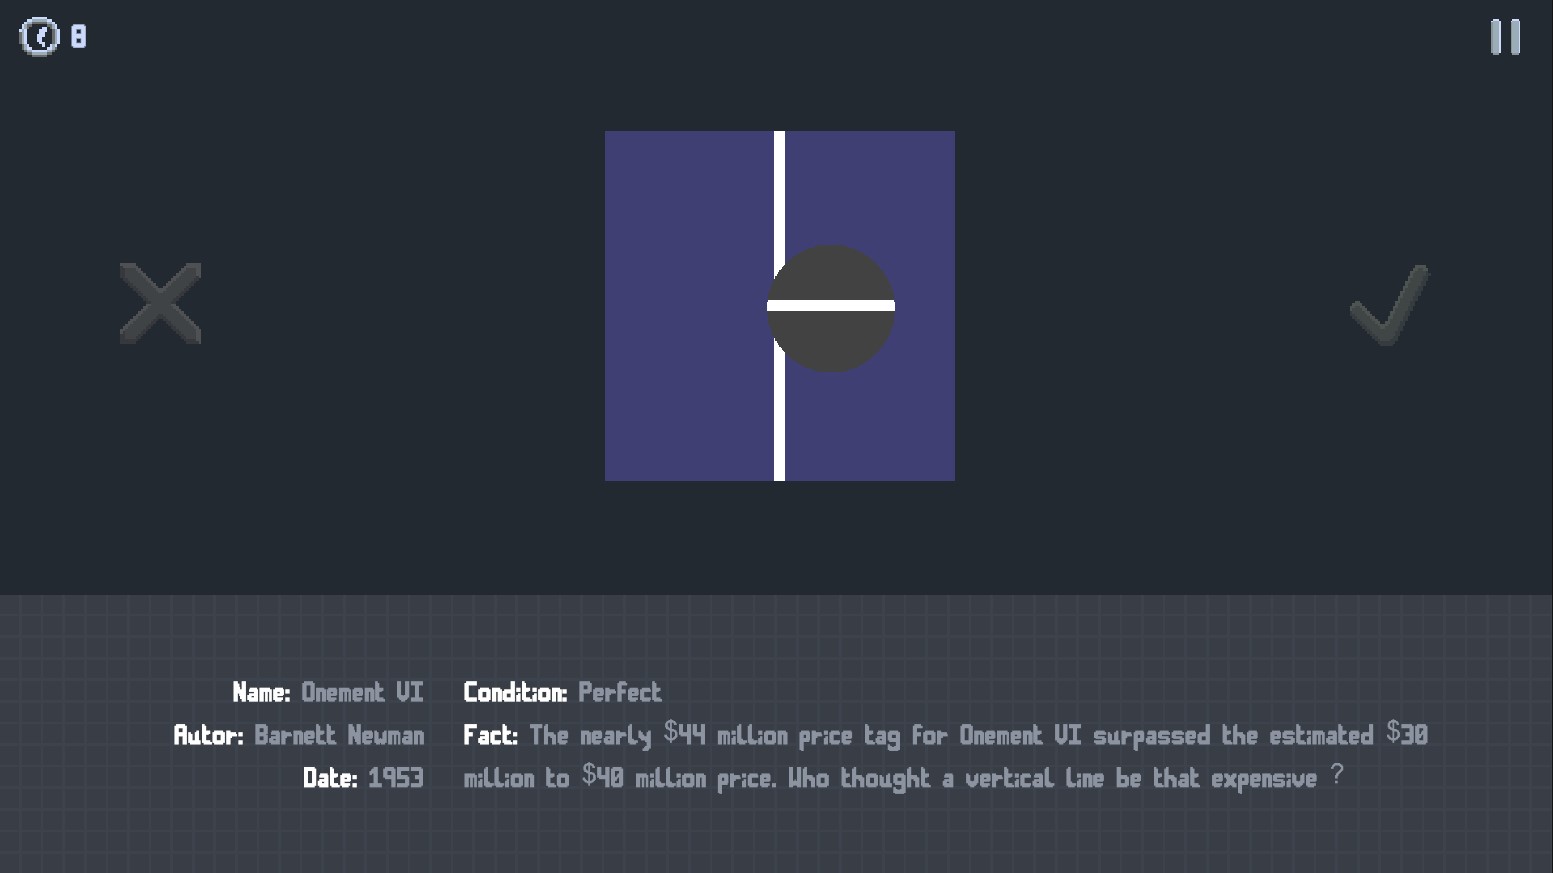 8
Name: Onement VI
Condition: Perfect
Autor: Barnett Newman
Fact: The nearly $44 million price tag for Onement VI surpassed the estimated $30
Date: 1953
million to $40 million price. Who thought a vertical line be that expensive ?